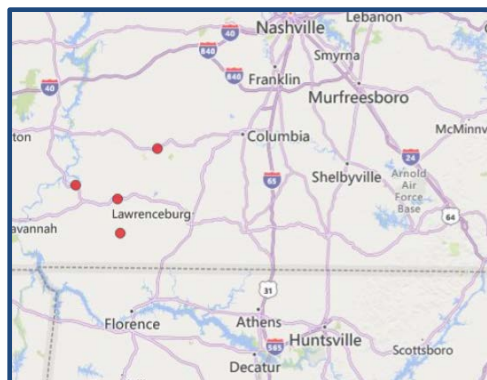 Nashville
Lebanon
40
840
Smyrna
840
Franklin
40
Murfreesboro
ton
Columbia
McMinnv
24
Arnold
Air
Force
Base
65
Shelbyville
64
Lawrenceburg
avannah
31
Florence
Athens
Huntsville
565
Scottsboro
Decatur